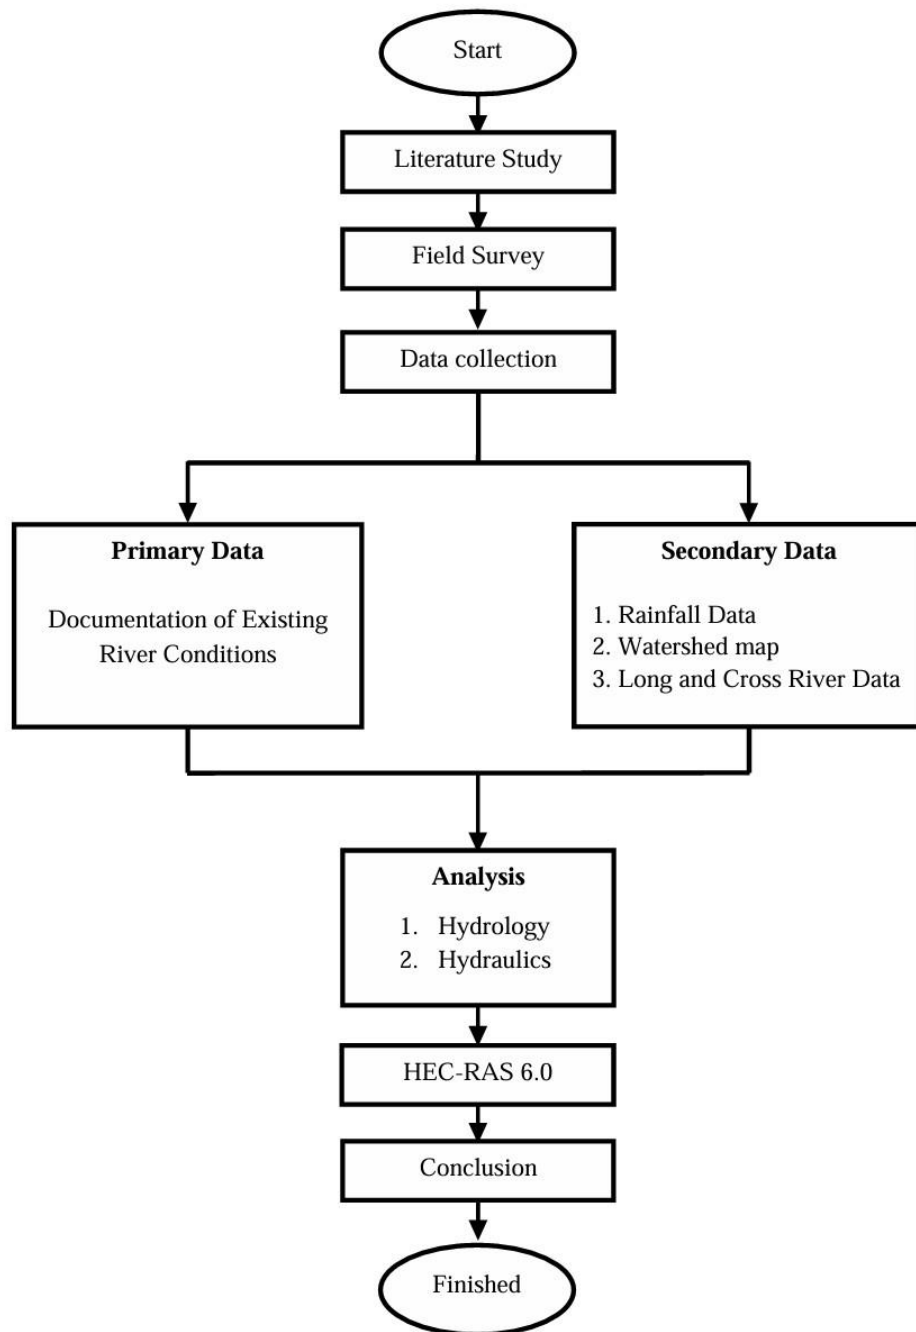 Start
Literature Study
Field Survey
Data collection
Primary Data
Documentation of Existing
River Conditions
Secondary Data
1. Rainfall Data
2. Watershed map
3. Long and Cross River Data
Analysis
1. Hydrology
2. Hydraulics
HEC-RAS 6.0
Conclusion
Finished